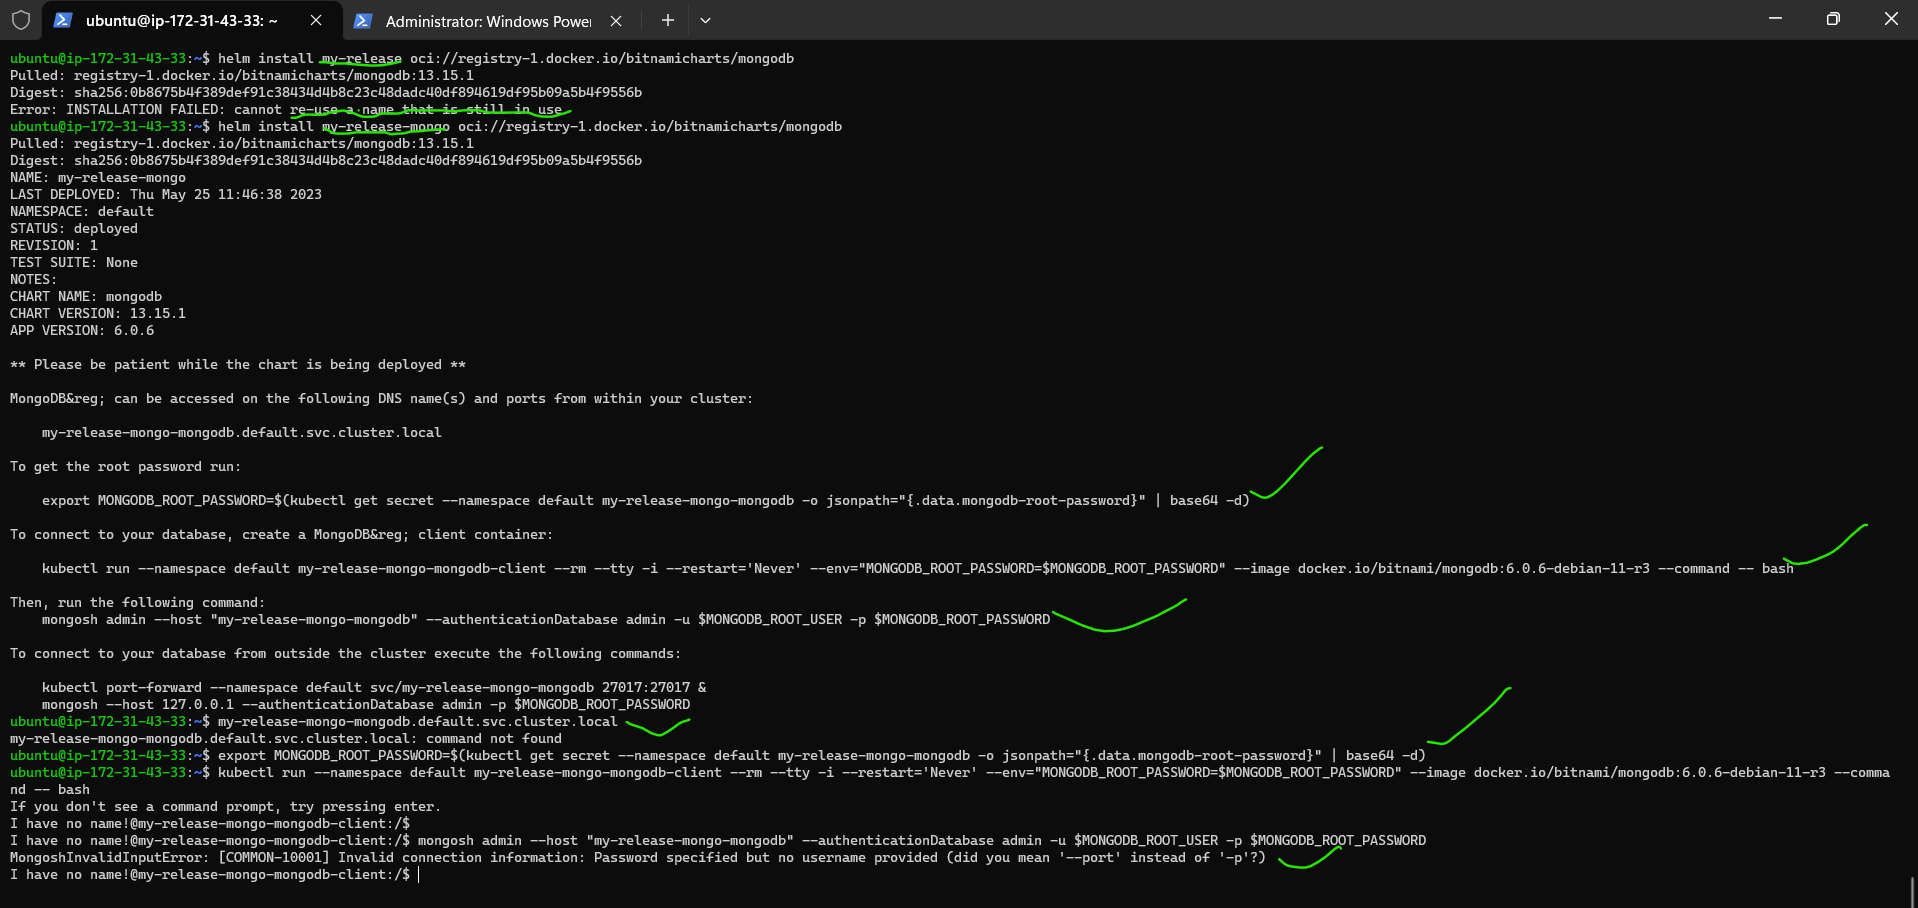 ubuntu@ip-172-31-43-33: ~
Administrator: Windows Power
ubuntu@ip-172-31-43-33:~$ helm install my-release oci://registry-1.docker.io/bitnamicharts/mongodb
Pulled: registry-1.docker.io/bitnamicharts/mongodb:13.15.1
Digest: sha256:0b8675b4f389def91c38434d4b8c23c48dadc40df894619df95b09a5b4f9556b
Error: INSTALLATION FAILED: cannot re-use a name that is still in use
ubuntu@ip-172-31-43-33:~$ helm install my-release-mongo oci://registry-1.docker.io/bitnamicharts/mongodb
Pulled: registry-1.docker.io/bitnamicharts/mongodb:13.15.1
Digest: sha256:0b8675b4f389def91c38434d4b8c23c48dadc40df894619df95b09a5b4f9556b
NAME: my-release-mongo
LAST DEPLOYED: Thu May 25 11:46:38 2023
NAMESPACE: default
STATUS: deployed
REVISION: 1
TEST SUITE: None
NOTES:
CHART NAME: mongodb
CHART VERSION: 13.15.1
APP VERSION: 6.0.6
** Please be patient while the chart is being deployed **
MongoDB&reg; can be accessed on the following DNS name(s) and ports from within your cluster:
my-release-mongo-mongodb.default.svc.cluster.local
To get the root password run:
export MONGODB_ROOT_PASSWORD=$(kubectl get secret --namespace default my-release-mongo-mongodb -o jsonpath="{.data.mongodb-root-password}" | base64 -d)
To connect to your database, create a MongoDB&reg; client container:
kubectl run --namespace default my-release-mongo-mongodb-client --rm --tty -i --restart='Never' --env="MONGODB_ROOT_PASSWORD=$MONGODB_ROOT_PASSWORD" --image docker.io/bitnami/mongodb:6.0.6-debian-11-r3 --command -- bash
Then, run the following command:
mongosh admin --host "my-release-mongo-mongodb" --authenticationDatabase admin -u $MONGODB_ROOT_USER -p $MONGODB_ROOT_PASSWORD
To connect to your database from outside the cluster execute the following commands:
kubectl port-forward --namespace default svc/my-release-mongo-mongodb 27017:27017 &
mongosh --host 127.0.0.1 --authenticationDatabase admin -p $MONGODB_ROOT_PASSWORD
ubuntu@ip-172-31-43-33:~$ my-release-mongo-mongodb.default.svc.cluster.local
my-release-mongo-mongodb.default.svc.cluster.local: command not found
ubuntu@ip-172-31-43-33:~$ export MONGODB_ROOT_PASSWORD=$(kubectl get secret --namespace default my-release-mongo-mongodb -o jsonpath="{.data.mongodb-root-password}" | base64 -d)
ubuntu@ip-172-31-43-33:~$ kubectl run --namespace default my-release-mongo-mongodb-client --rm --tty -i --restart='Never' --env="MONGODB_ROOT_PASSWORD=$MONGODB_ROOT_PASSWORD" --image docker.io/bitnami/mongodb:6.0.6-debian-11-r3 --comma
nd -- bash
If you don't see a command prompt, try pressing enter.
I have no name!@my-release-mongo-mongodb-client:/$
I have no name!@my-release-mongo-mongodb-client:/$ mongosh admin --host "my-release-mongo-mongodb" --authenticationDatabase admin -u $MONGODB_ROOT_USER -p $MONGODB_ROOT_PASSWORD
MongoshInvalidInputError: [COMMON-10001] Invalid connection information: Password specified but no username provided (did you mean '--port' instead of '-p'?)
I have no name!@my-release-mongo-mongodb-client:/$